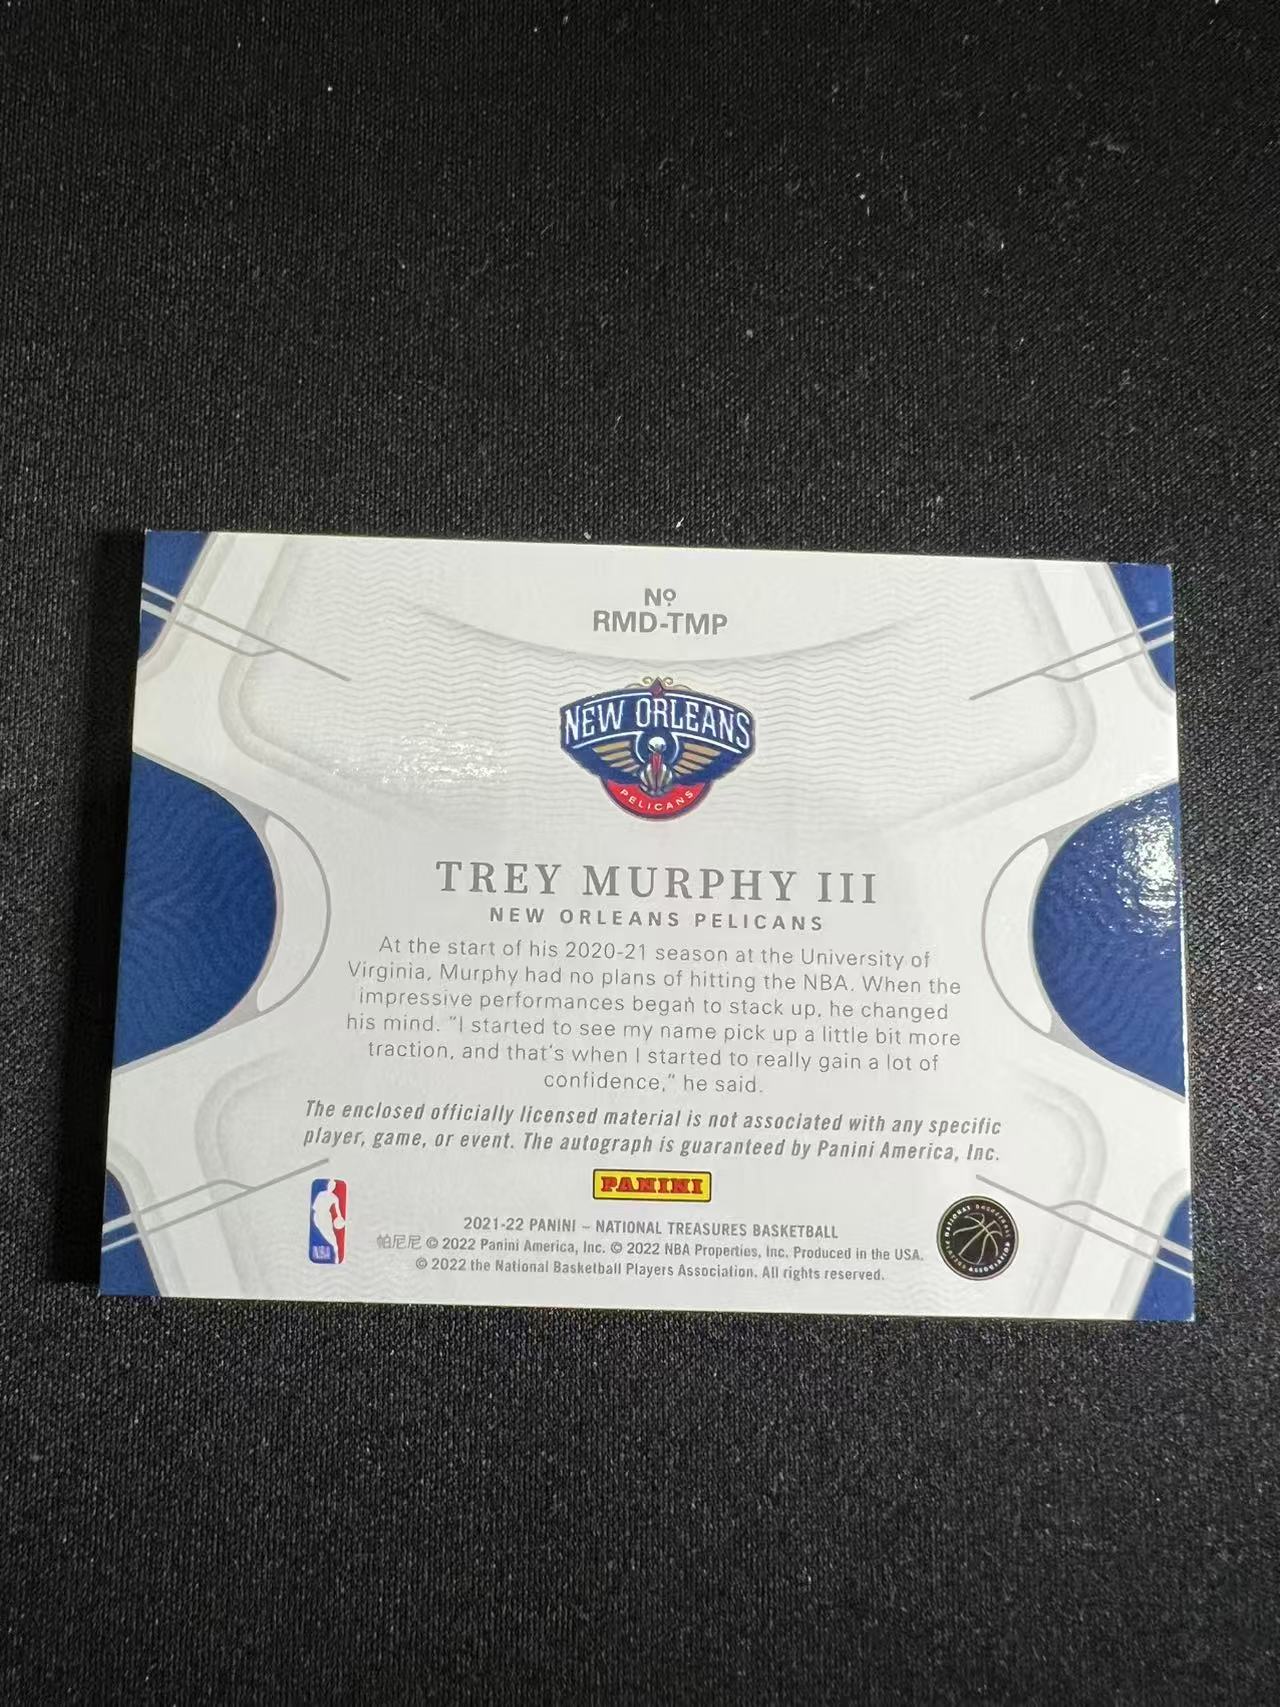 Nº
RMD-TMP
NEW ORLEANS
PELICANS
TREY MURPHY III
NEW ORLEANS PELICANS
At the start of his 2020-21 season at the University of
Virginia, Murphy had no plans of hitting the NBA. When the
impressive performances began to stack up, he changed
his mind. "I started to see my name pick up a little bit more
traction, and that's when I started to really gain a lot of
confidence," he said.
The enclosed officially licensed material is not associated with any specific
player, game, or event. The autograph is guaranteed by Panini America, Inc.
PANINI
NBA
2021-22 PANINI – NATIONAL TREASURES BASKETBALL
帕尼尼 © 2022 Panini America, Inc. © 2022 NBA Properties, Inc. Produced in the USA.
© 2022 the National Basketball Players Association. All rights reserved.
NATIONAL BASKETBALL PLAYERS ASSOCIATION